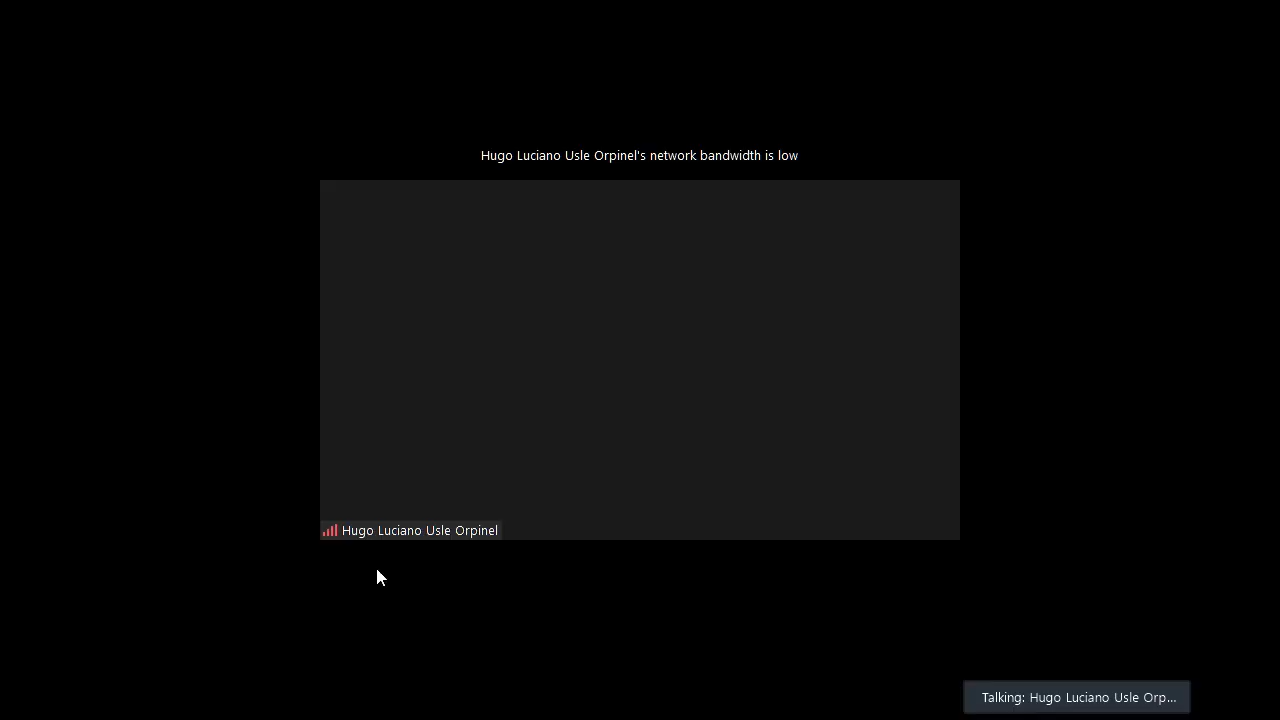 Hugo Luciano Usle Orpinel's network bandwidth is low
Hugo Luciano Usle Orpinel
Talking: Hugo Luciano Usle Orp...